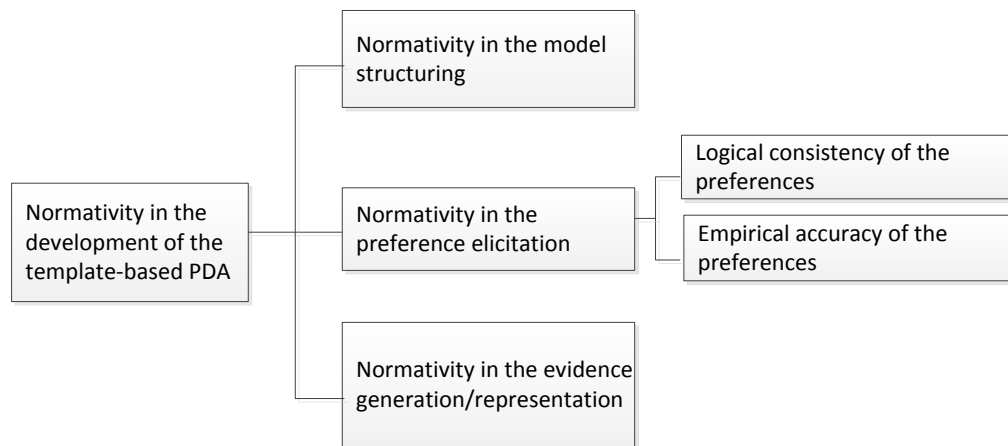 Normativity in the model
structuring
Logical consistency of the
preferences
Normativity in the
development of the
template-based PDA
Normativity in the
preference elicitation
Empirical accuracy of the
preferences
Normativity in the evidence
generation/representation